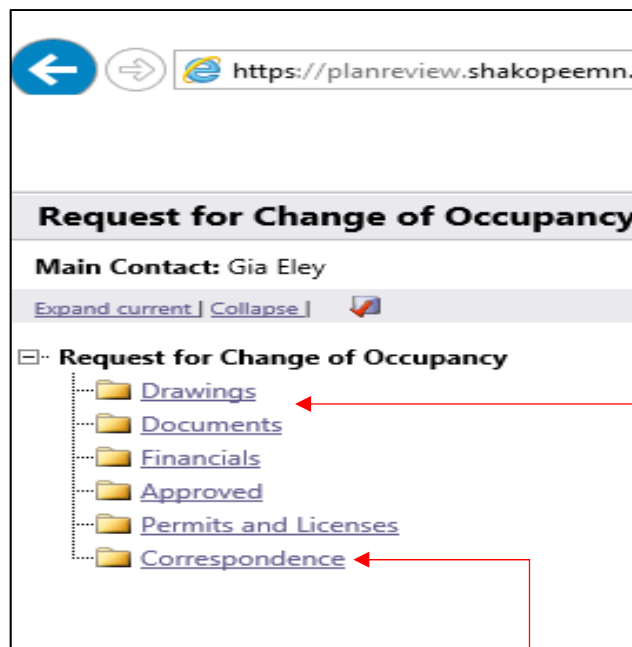 https://planreview.shakopeemn.
Request for Change of Occupancy
Main Contact: Gia Eley
Expand current | Collapse |
Request for Change of Occupancy
Drawings
Documents
Financials
Approved
Permits and Licenses
Correspondence